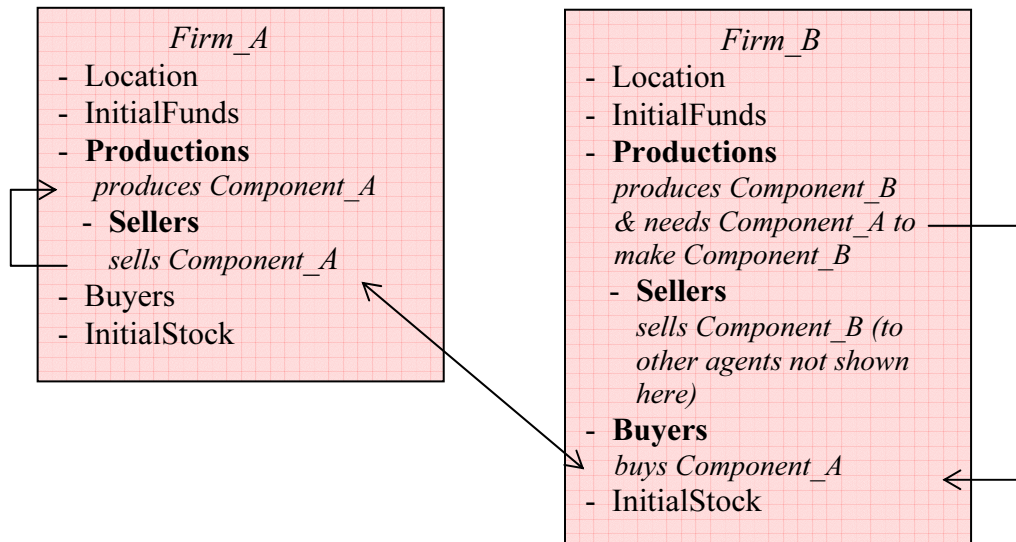 Firm_A
- Location
- InitialFunds
- Productions
produces Component_A
- Sellers
sells Component_A
- Buyers
- InitialStock
Firm_B
- Location
- InitialFunds
- Productions
produces Component_B
& needs Component_A to
make Component_B
- Sellers
sells Component_B (to
other agents not shown
here)
- Buyers
buys Component_A
- InitialStock